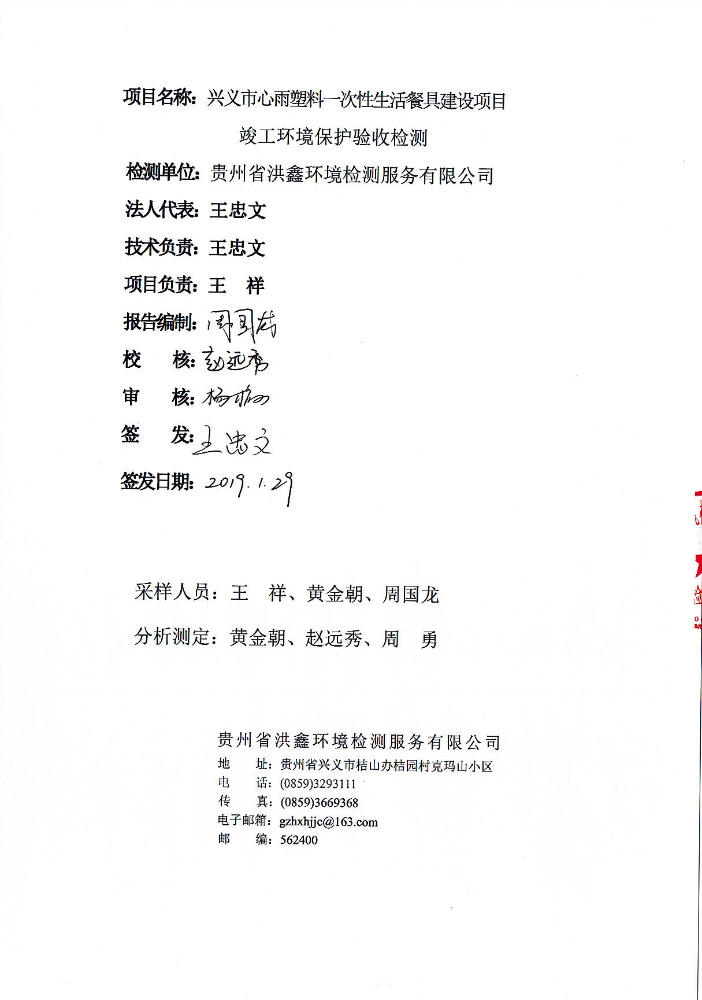 项目名称：兴义市心雨塑料一次性生活餐具建设项目
竣工环境保护验收检测
检测单位：贵州省洪鑫环境检测服务有限公司
法人代表：王忠文
技术负责：王忠文
项目负责：王　祥
报告编制：周国龙
校　　核：赵远秀
审　　核：杨
签　　发：王忠文
签发日期：2019.1.29
采样人员：王　祥、黄金朝、周国龙
分析测定：黄金朝、赵远秀、周　勇
贵州省洪鑫环境检测服务有限公司
地　　址：贵州省兴义市桔山办桔园村克玛山小区
电　　话：(0859)3293111
传　　真：(0859)3669368
电子邮箱：gzhxhjjc@163.com
邮　　编：562400